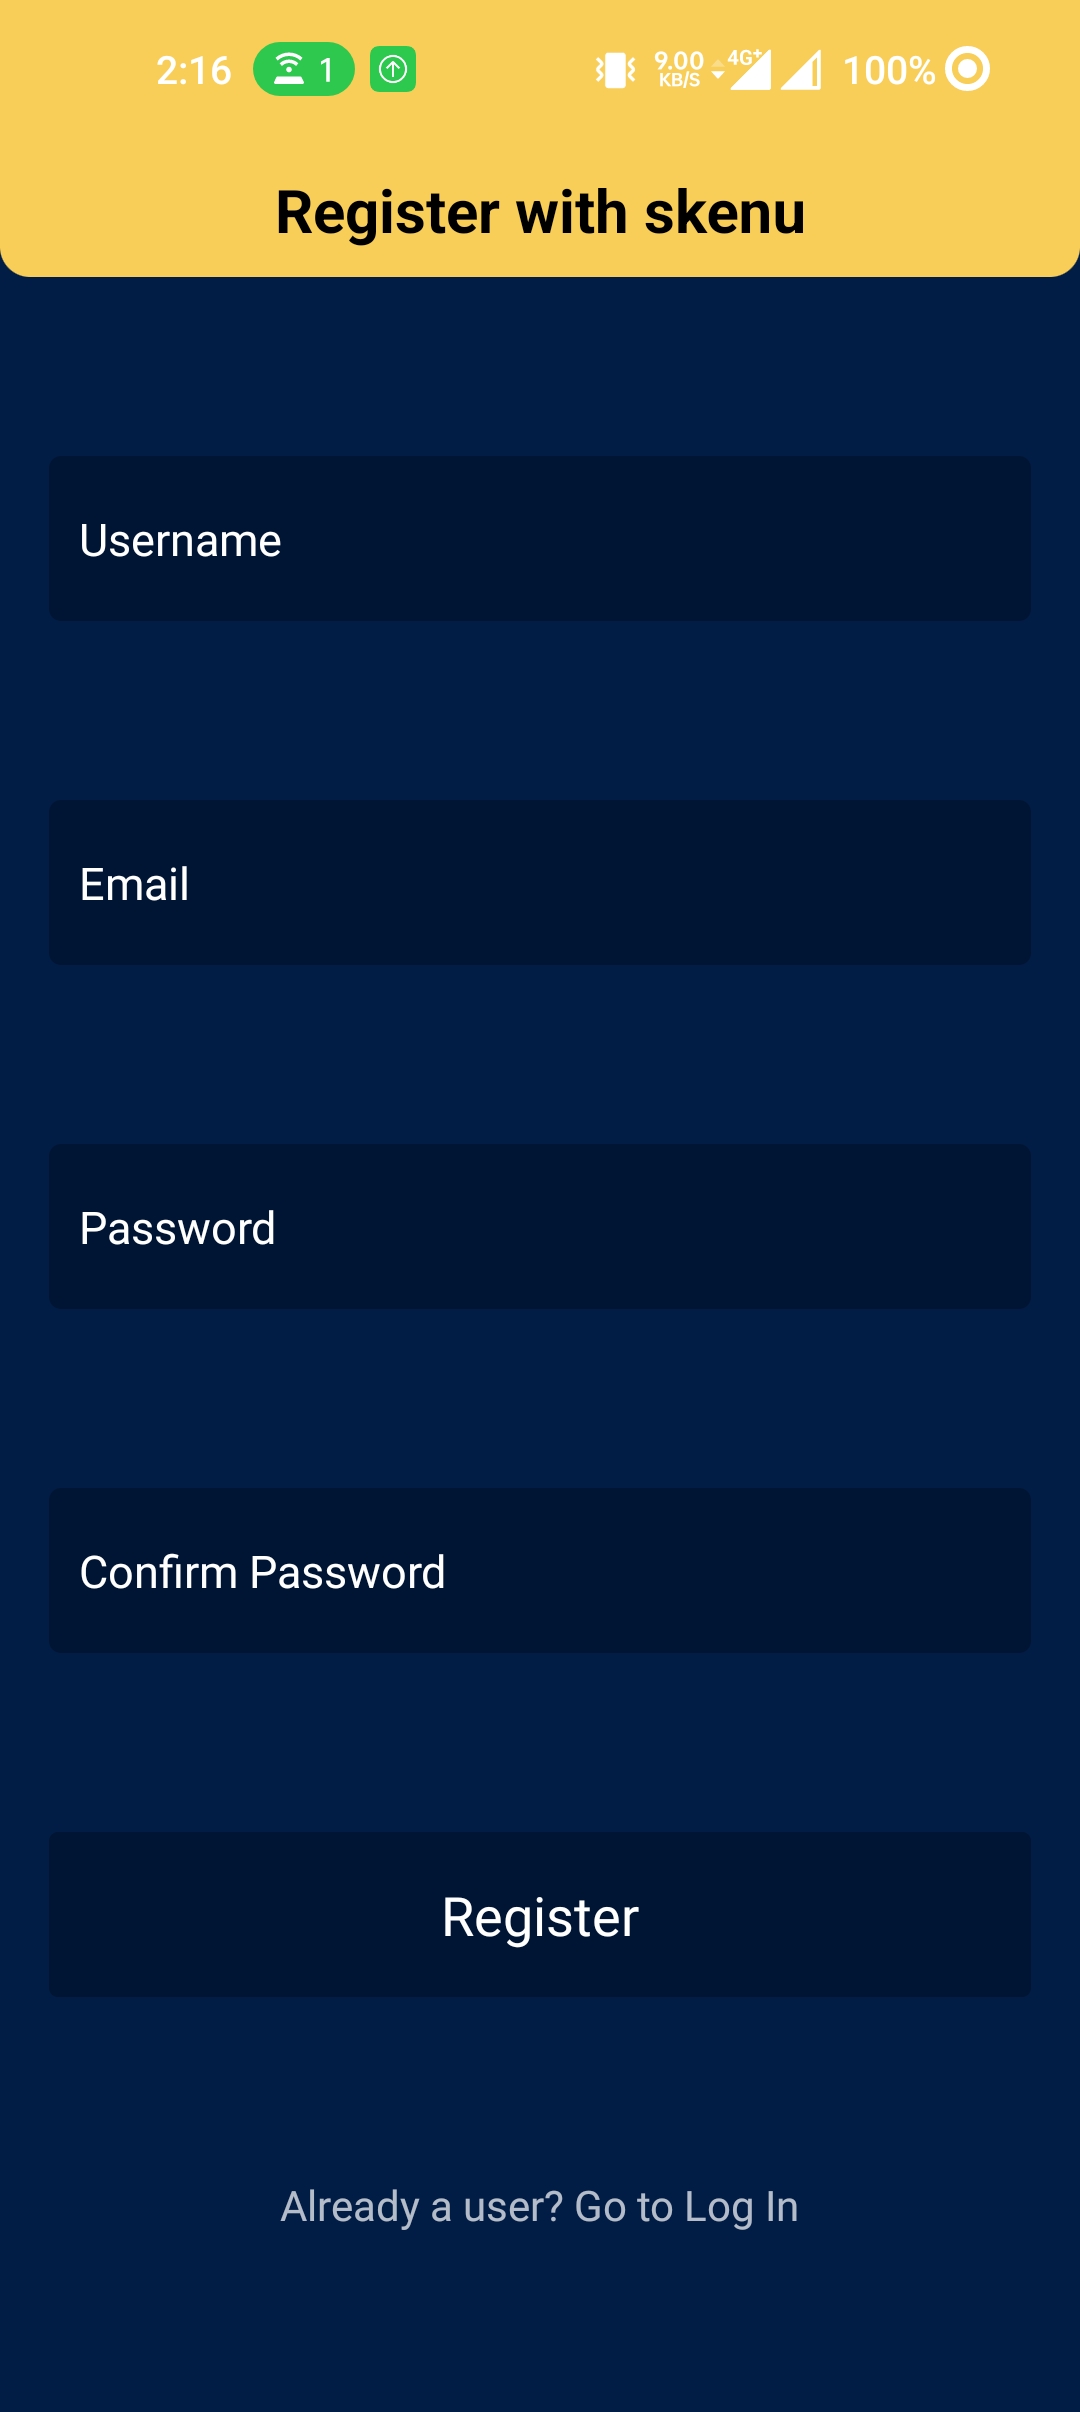 2:16 1 9.00 KB/S 4G+ 100%
Register with skenu
Username
Email
Password
Confirm Password
Register
Already a user? Go to Log In